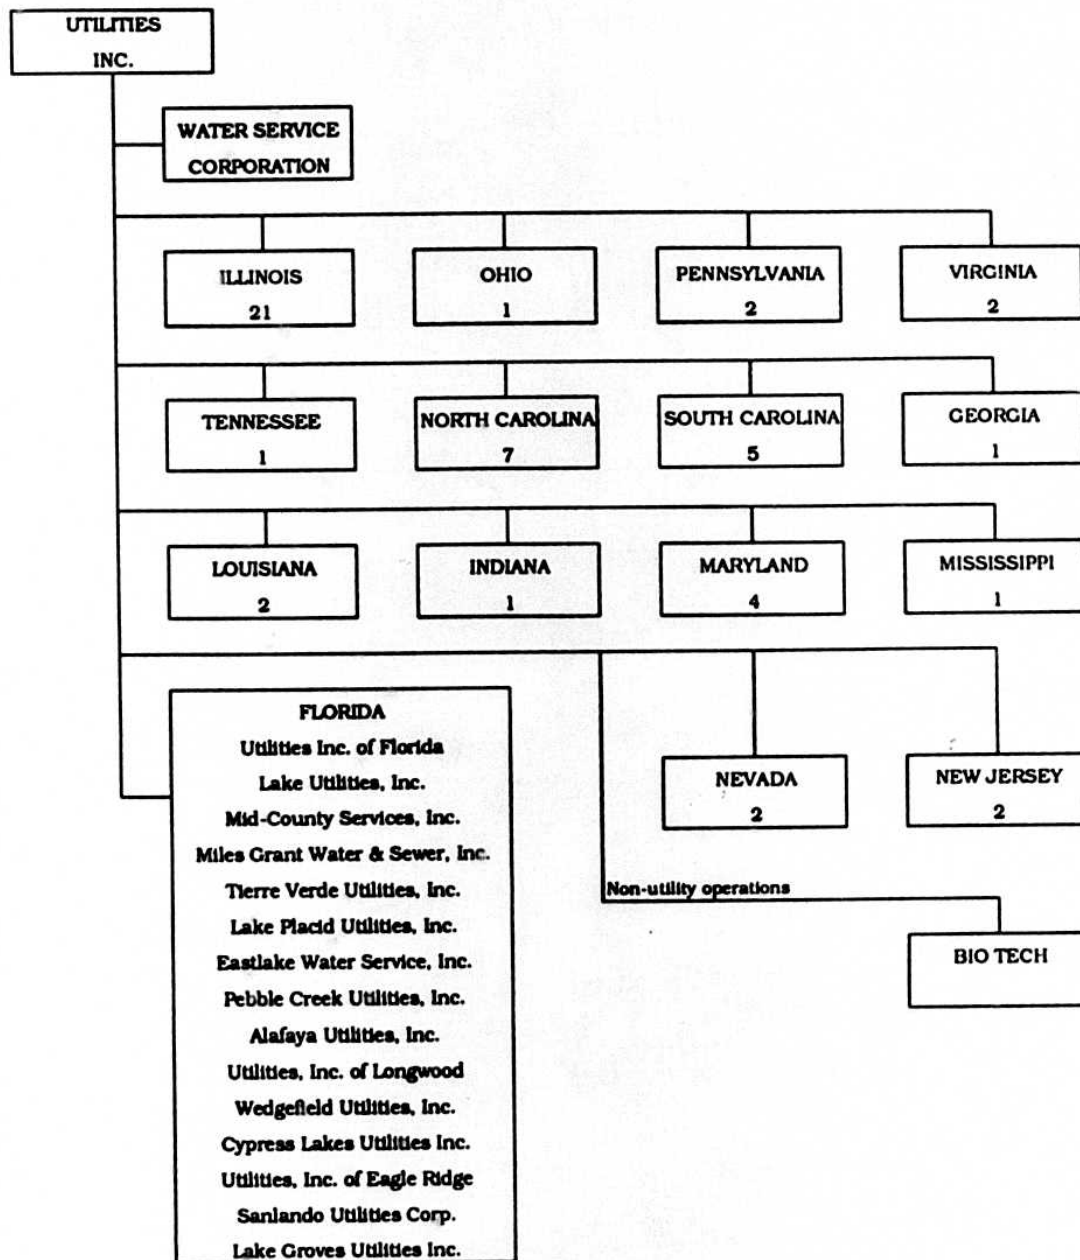 UTILITIES
INC.
WATER SERVICE
CORPORATION
ILLINOIS
21
OHIO
1
PENNSYLVANIA
2
VIRGINIA
2
TENNESSEE
1
NORTH CAROLINA
7
SOUTH CAROLINA
5
GEORGIA
1
LOUISIANA
2
INDIANA
1
MARYLAND
4
MISSISSIPPI
1
FLORIDA
Utilities Inc. of Florida
Lake Utilities, Inc.
Mid-County Services, Inc.
Miles Grant Water & Sewer, Inc.
Tierre Verde Utilities, Inc.
Lake Placid Utilities, Inc.
Eastlake Water Service, Inc.
Pebble Creek Utilities, Inc.
Alafaya Utilities, Inc.
Utilities, Inc. of Longwood
Wedgefield Utilities, Inc.
Cypress Lakes Utilities Inc.
Utilities, Inc. of Eagle Ridge
Sanlando Utilities Corp.
Lake Groves Utilities Inc.
NEVADA
2
NEW JERSEY
2
Non-utility operations
BIO TECH